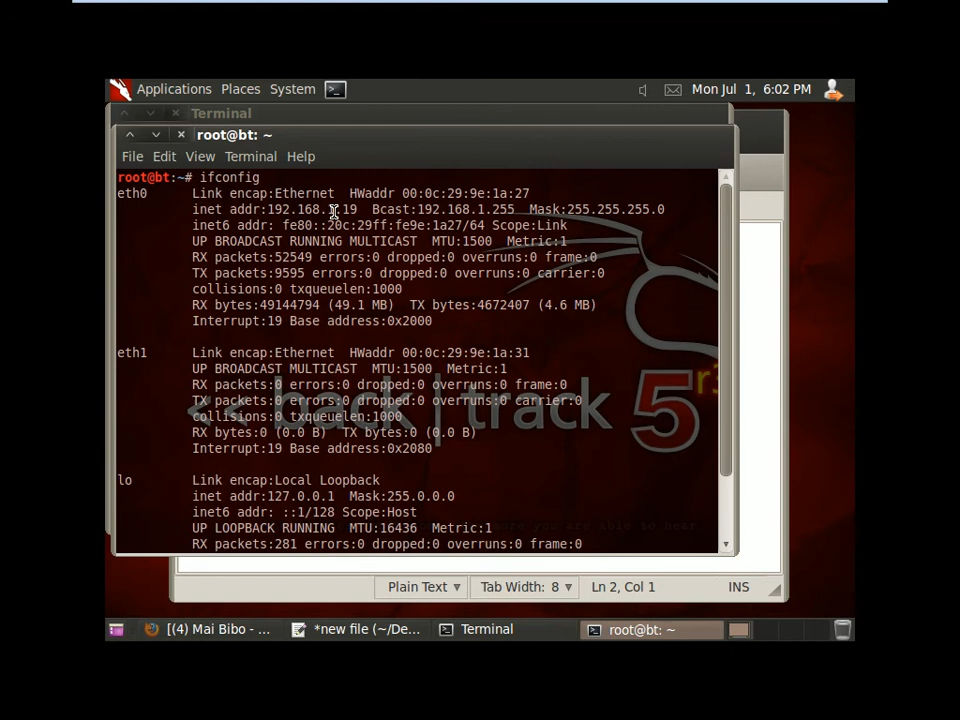 Applications Places System
Mon Jul 1, 6:02 PM
Terminal
root@bt: ~
File Edit View Terminal Help
root@bt:~# ifconfig
eth0 Link encap:Ethernet HWaddr 00:0c:29:9e:1a:27
inet Bcast:192.168.1.255 Mask:255.255.255.0
inet6 addr: fe80::20c:29ff:fe9e:1a27/64 Scope:Link
UP BROADCAST RUNNING MULTICAST MTU:1500 Metric:1
RX packets:52549 errors:0 dropped:0 overruns:0 frame:0
TX packets:9595 errors:0 dropped:0 overruns:0 carrier:0
collisions:0 txqueuelen:1000
RX bytes:49144794 (49.1 MB) TX bytes:4672407 (4.6 MB)
Interrupt:19 Base address:0x2000
eth1 Link encap:Ethernet HWaddr 00:0c:29:9e:1a:31
UP BROADCAST MULTICAST MTU:1500 Metric:1
RX packets:0 errors:0 dropped:0 overruns:0 frame:0
TX packets:0 errors:0 dropped:0 overruns:0 carrier:0
collisions:0 txqueuelen:1000
RX bytes:0 (0.0 B) TX bytes:0 (0.0 B)
Interrupt:19 Base address:0x2080
<< back | track 5 r3
lo Link encap:Local Loopback
inet addr:127.0.0.1 Mask:255.0.0.0
inet6 addr: ::1/128 Scope:Host
UP LOOPBACK RUNNING MTU:16436 Metric:1
you are able to hear
RX packets:281 errors:0 dropped:0 overruns:0 frame:0
Plain Text Tab Width: 8 Ln 2, Col 1 INS
[(4) Mai Bibo - ... *new file (~/De... Terminal root@bt: ~